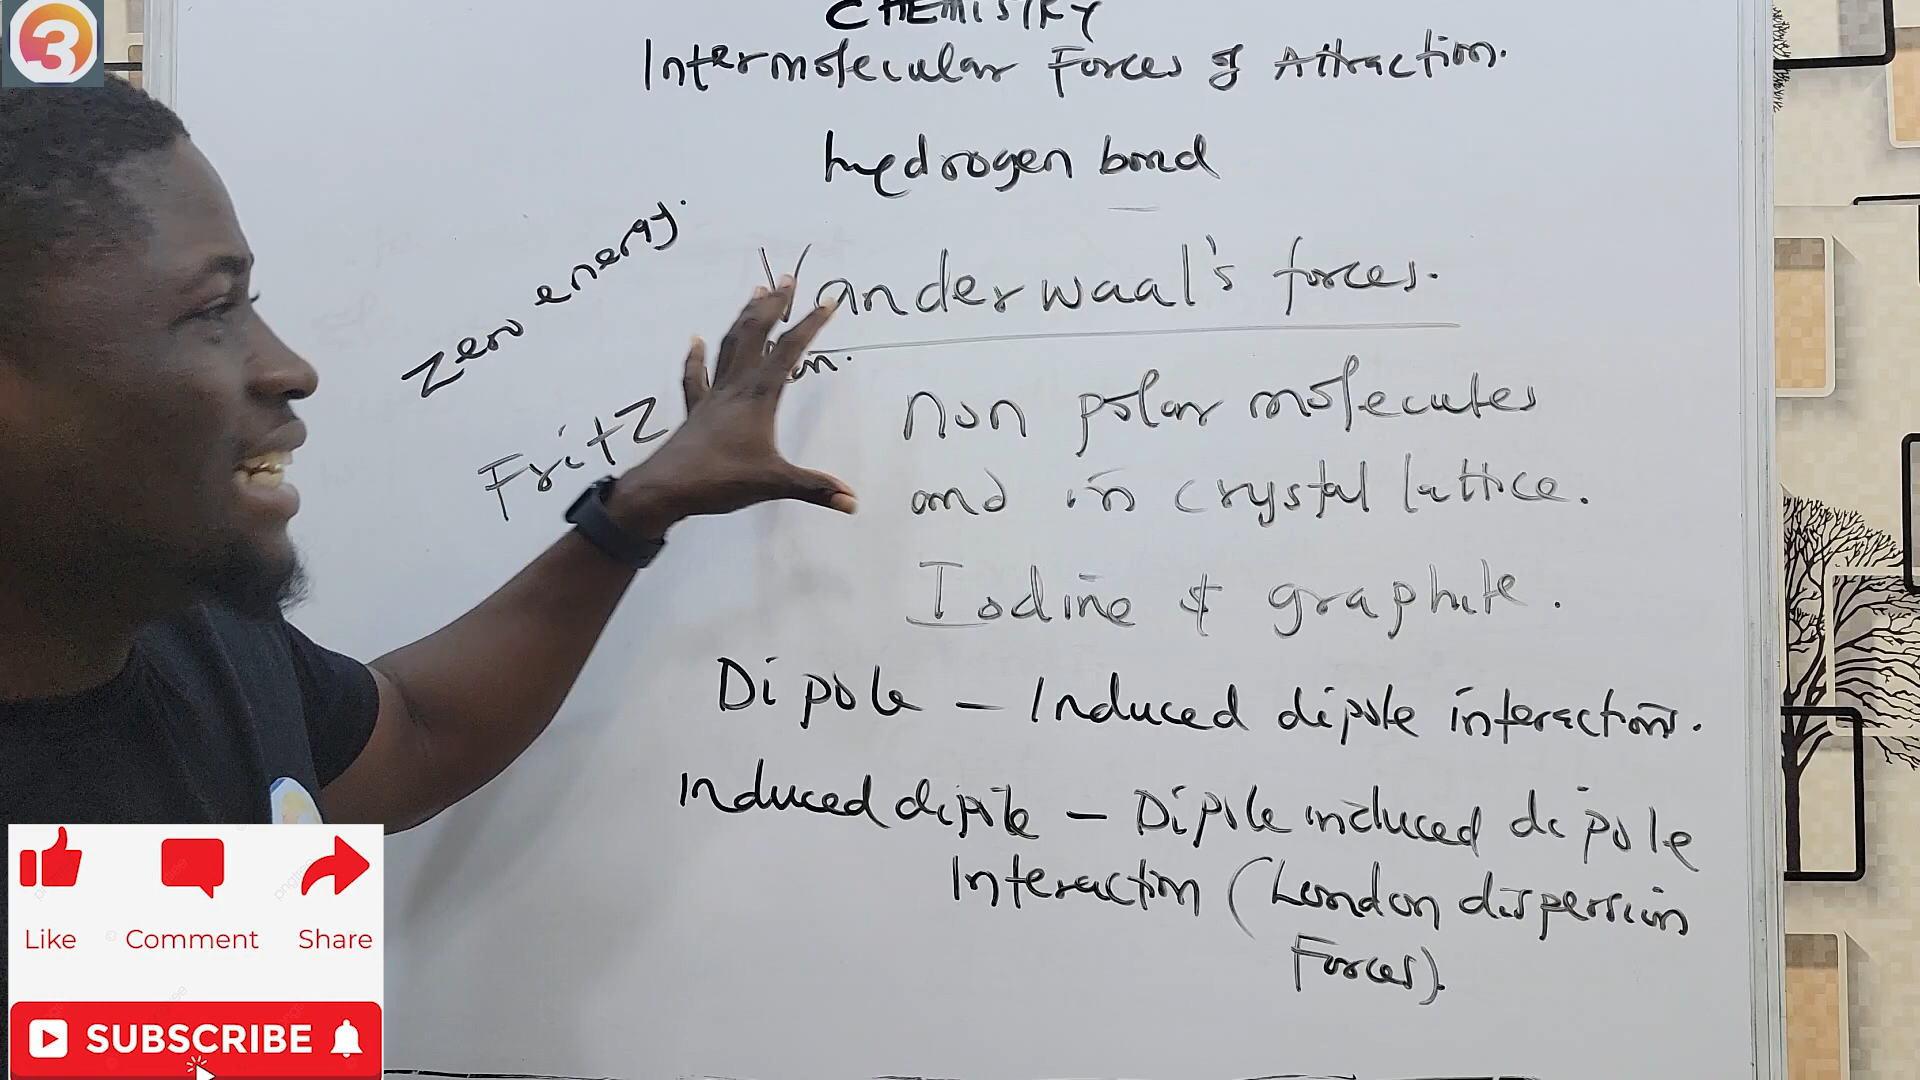 3
CHEMISTRY
Intermolecular Forces of Attraction.
hydrogen bond
Zero energy.
Vanderwaal's forces.
Fritz
non polar molecules
and in crystal lattice.
Iodine & graphite.
Dipole - Induced dipole interactions.
Induced dipole - Dipole induced dipole
Interaction (London dispersion
Forces).
Like
Comment
Share
SUBSCRIBE